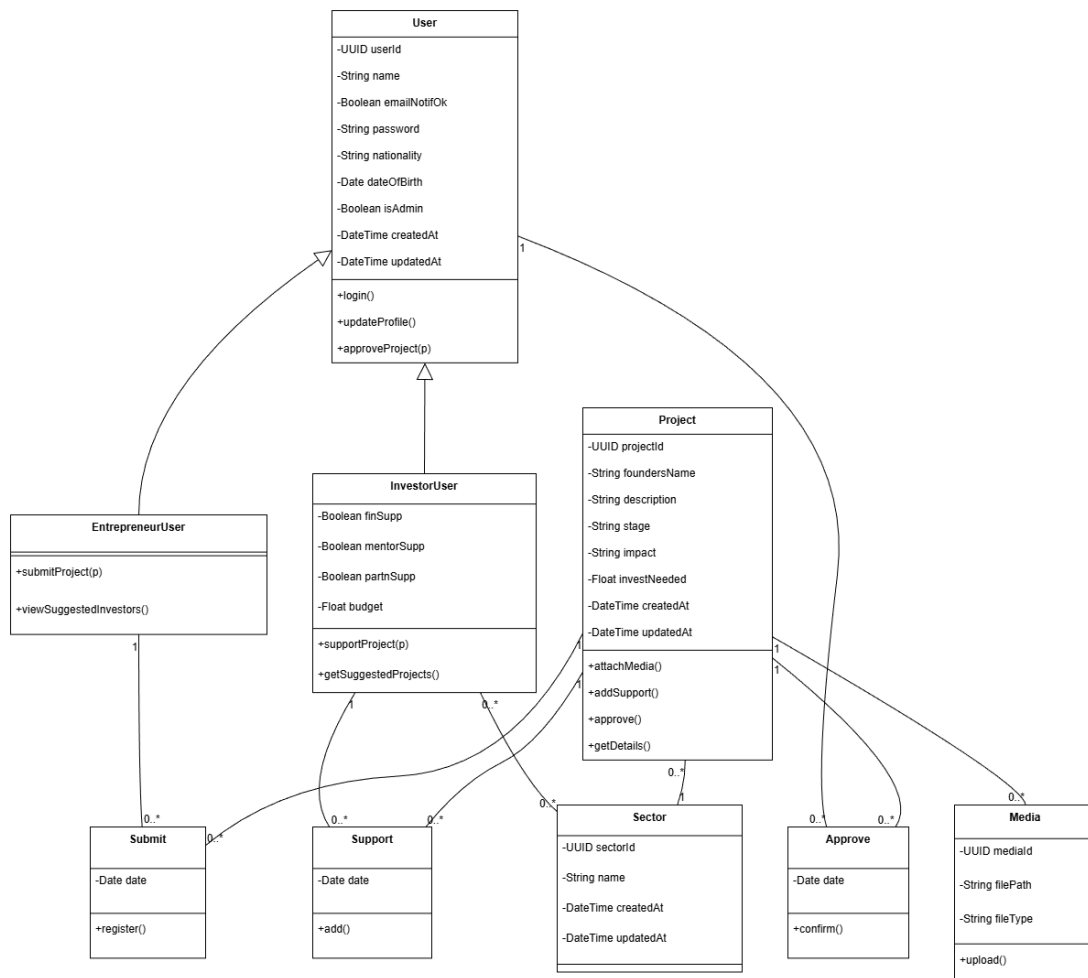 User
-UUID userId
-String name
-Boolean emailNotifOk
-String password
-String nationality
-Date dateOfBirth
-Boolean isAdmin
-DateTime createdAt
-DateTime updatedAt
+login()
+updateProfile()
+approveProject(p)
1
EntrepreneurUser
+submitProject(p)
+viewSuggestedInvestors()
1
InvestorUser
-Boolean finSupp
-Boolean mentorSupp
-Boolean partnSupp
-Float budget
+supportProject(p)
+getSuggestedProjects()
1
0..*
Project
-UUID projectId
-String foundersName
-String description
-String stage
-String impact
-Float investNeeded
-DateTime createdAt
-DateTime updatedAt
+attachMedia()
+addSupport()
+approve()
+getDetails()
1
1
1
1
0..*
1
0..*
0..*
Submit
-Date date
+register()
0..*
0..*
Support
-Date date
+add()
0..*
Sector
-UUID sectorId
-String name
-DateTime createdAt
-DateTime updatedAt
0..*
0..*
Approve
-Date date
+confirm()
0..*
Media
-UUID mediaId
-String filePath
-String fileType
+upload()